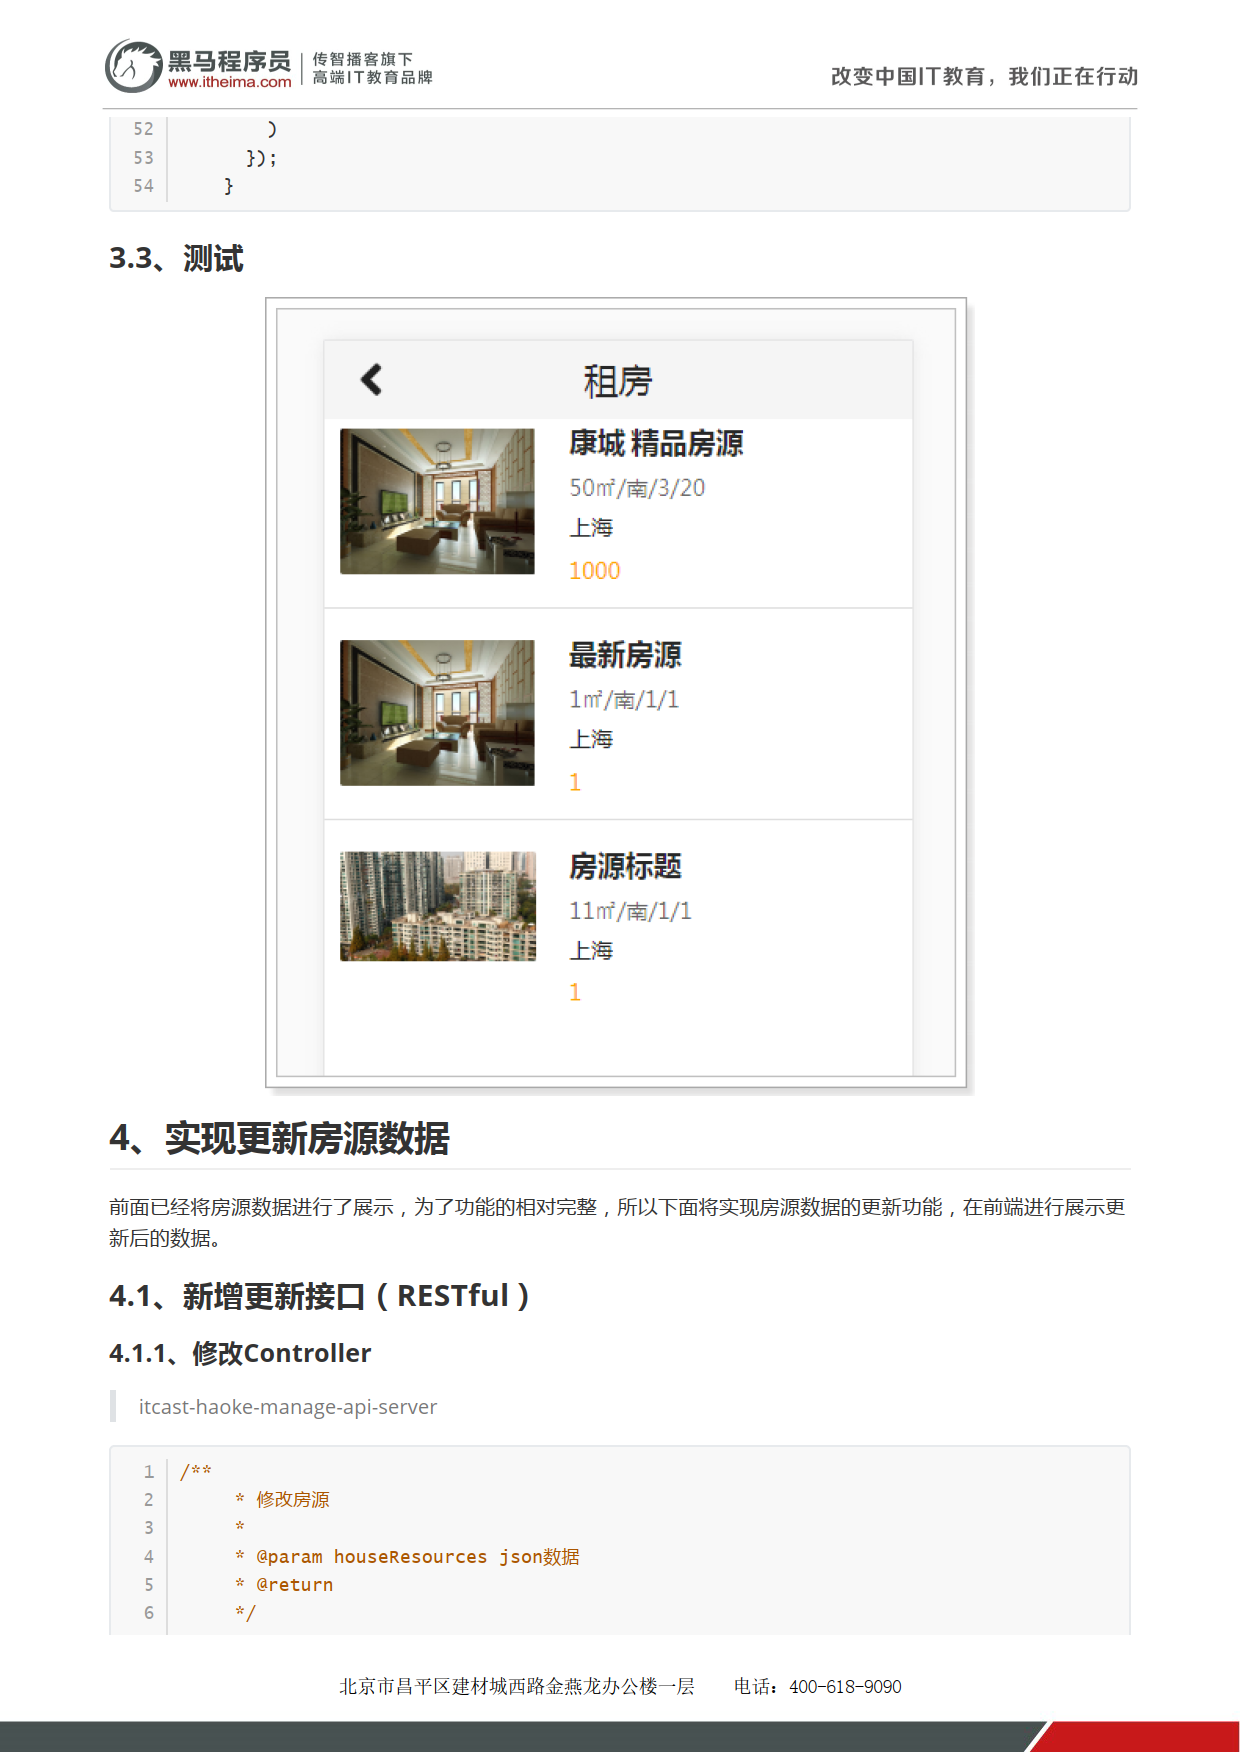 黑马程序员
www.itheima.com
传智播客旗下
高端IT教育品牌
改变中国IT教育，我们正在行动
52 )
53 });
54 }
3.3、测试
租房
康城 精品房源
50㎡/南/3/20
上海
1000
最新房源
1㎡/南/1/1
上海
1
房源标题
11㎡/南/1/1
上海
1
4、实现更新房源数据
前面已经将房源数据进行了展示，为了功能的相对完整，所以下面将实现房源数据的更新功能，在前端进行展示更
新后的数据。
4.1、新增更新接口（RESTful）
4.1.1、修改Controller
itcast-haoke-manage-api-server
1 /**
2 * 修改房源
3 *
4 * @param houseResources json数据
5 * @return
6 */
北京市昌平区建材城西路金燕龙办公楼一层 电话：400-618-9090